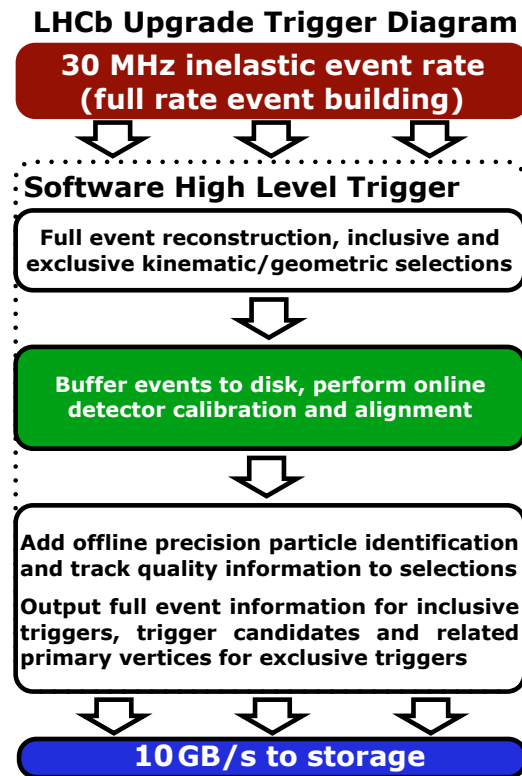 LHCb Upgrade Trigger Diagram
30 MHz inelastic event rate
(full rate event building)
Software High Level Trigger
Full event reconstruction, inclusive and
exclusive kinematic/geometric selections
Buffer events to disk, perform online
detector calibration and alignment
Add offline precision particle identification
and track quality information to selections
Output full event information for inclusive
triggers, trigger candidates and related
primary vertices for exclusive triggers
10 GB/s to storage